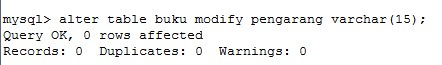 mysql> alter table buku modify pengarang varchar(15);
Query OK, 0 rows affected
Records: 0  Duplicates: 0  Warnings: 0